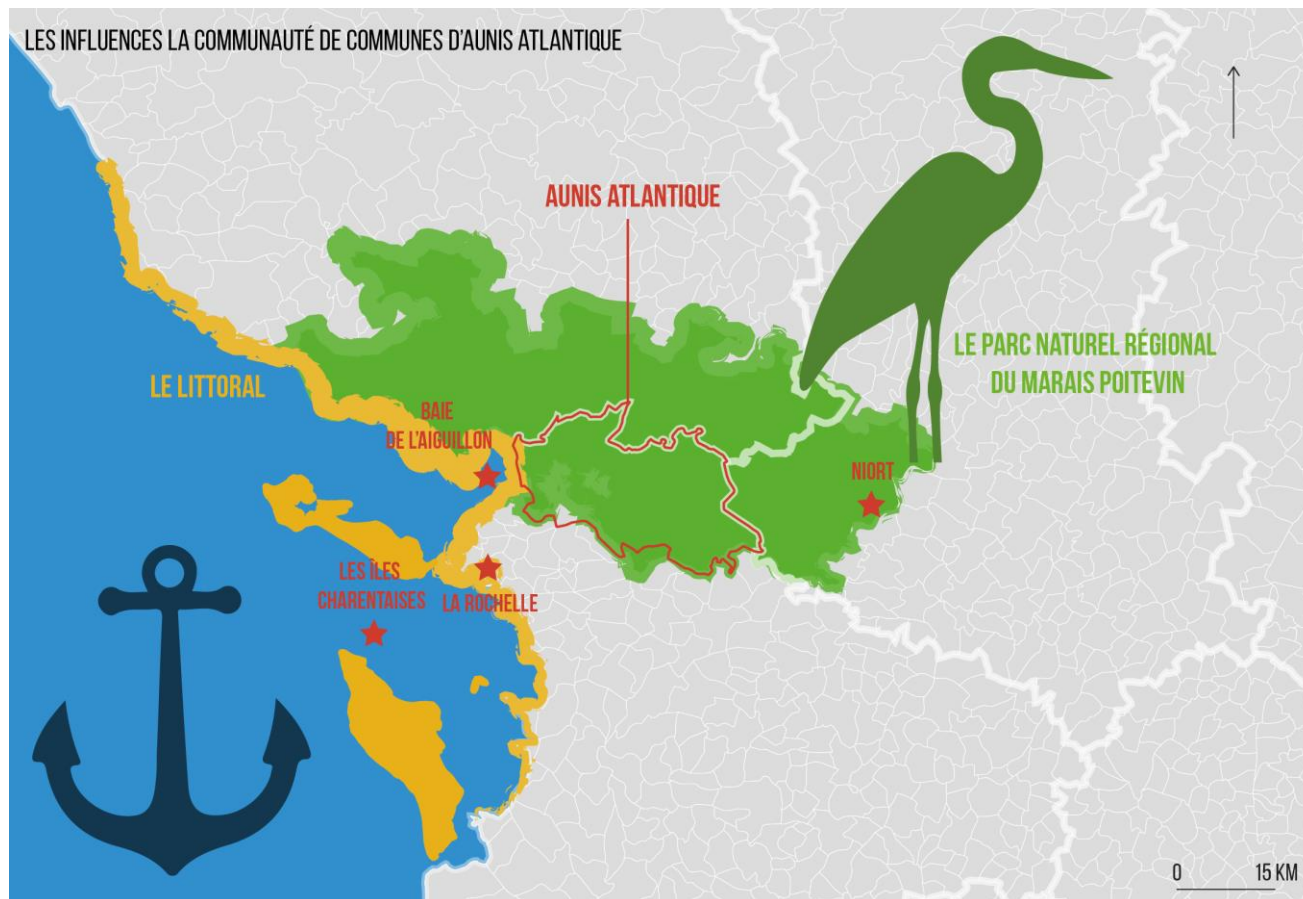 LES INFLUENCES LA COMMUNAUTÉ DE COMMUNES D'AUNIS ATLANTIQUE
AUNIS ATLANTIQUE
LE PARC NATUREL RÉGIONAL
DU MARAIS POITEVIN
LE LITTORAL
BAIE
DE L'AIGUILLON
NIORT
LES ÎLES
CHARENTAISES
LA ROCHELLE
0 15 KM